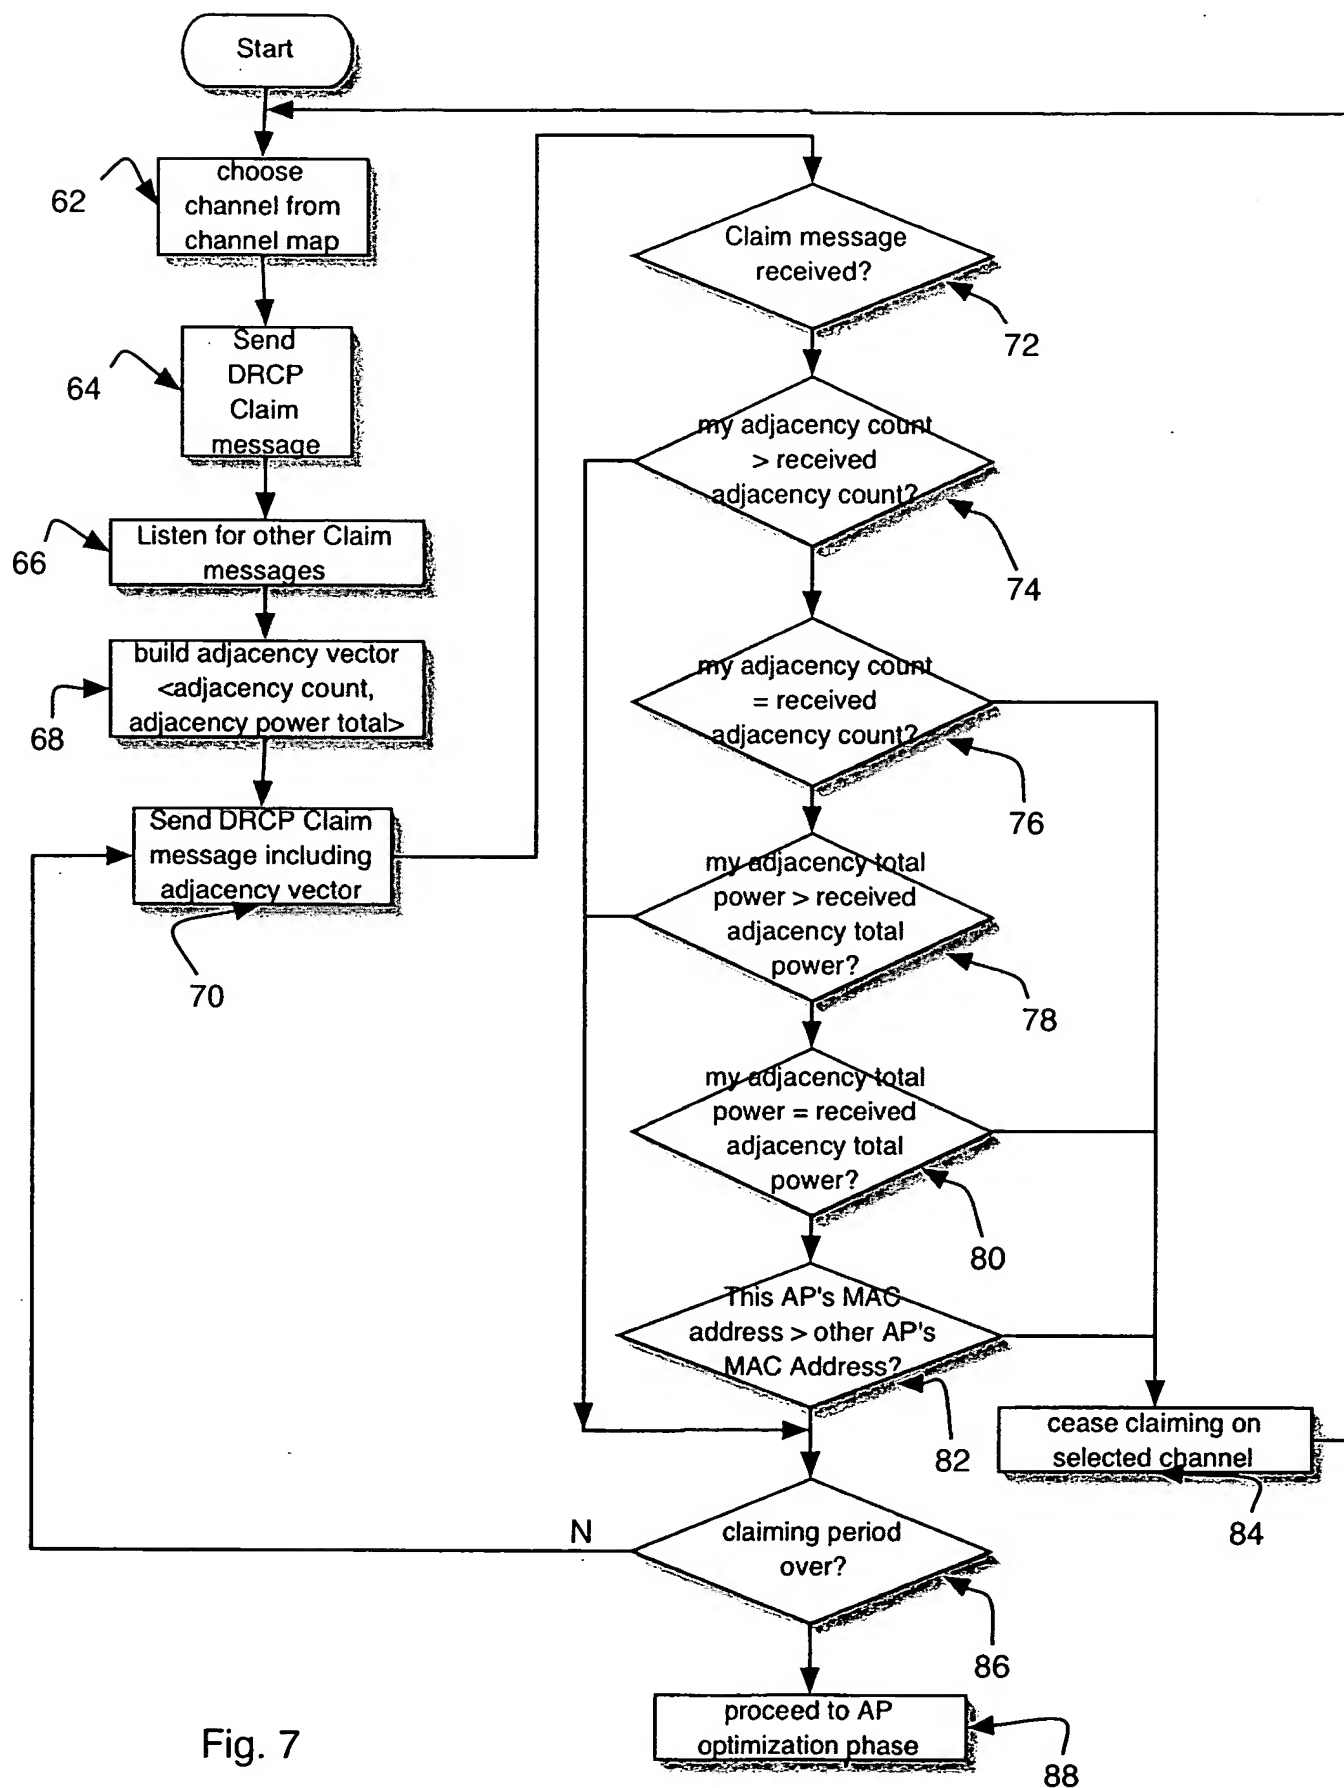 Start
choose
channel from
channel map
62
Send
DRCP
Claim
message
64
Listen for other Claim
messages
66
build adjacency vector
<adjacency count,
adjacency power total>
68
Send DRCP Claim
message including
adjacency vector
70
Claim message
received?
72
my adjacency count
> received
adjacency count?
74
my adjacency count
= received
adjacency count?
76
my adjacency total
power > received
adjacency total
power?
78
my adjacency total
power = received
adjacency total
power?
80
This AP's MAC
address > other AP's
MAC Address?
82
cease claiming on
selected channel
84
N
claiming period
over?
86
proceed to AP
optimization phase
88
Fig. 7